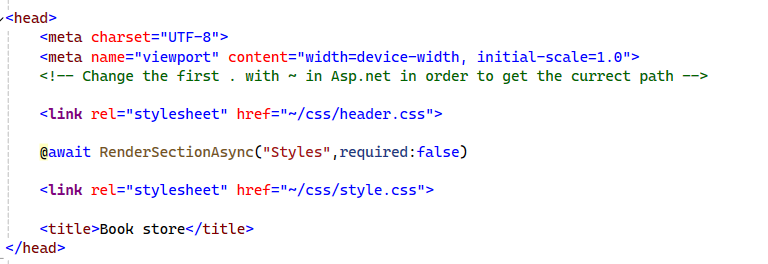 <head>
<meta charset="UTF-8">
<meta name="viewport" content="width=device-width, initial-scale=1.0">
<!-- Change the first . with ~ in Asp.net in order to get the currect path -->
<link rel="stylesheet" href="~/css/header.css">
@await RenderSectionAsync("Styles",required:false)
<link rel="stylesheet" href="~/css/style.css">
<title>Book store</title>
</head>